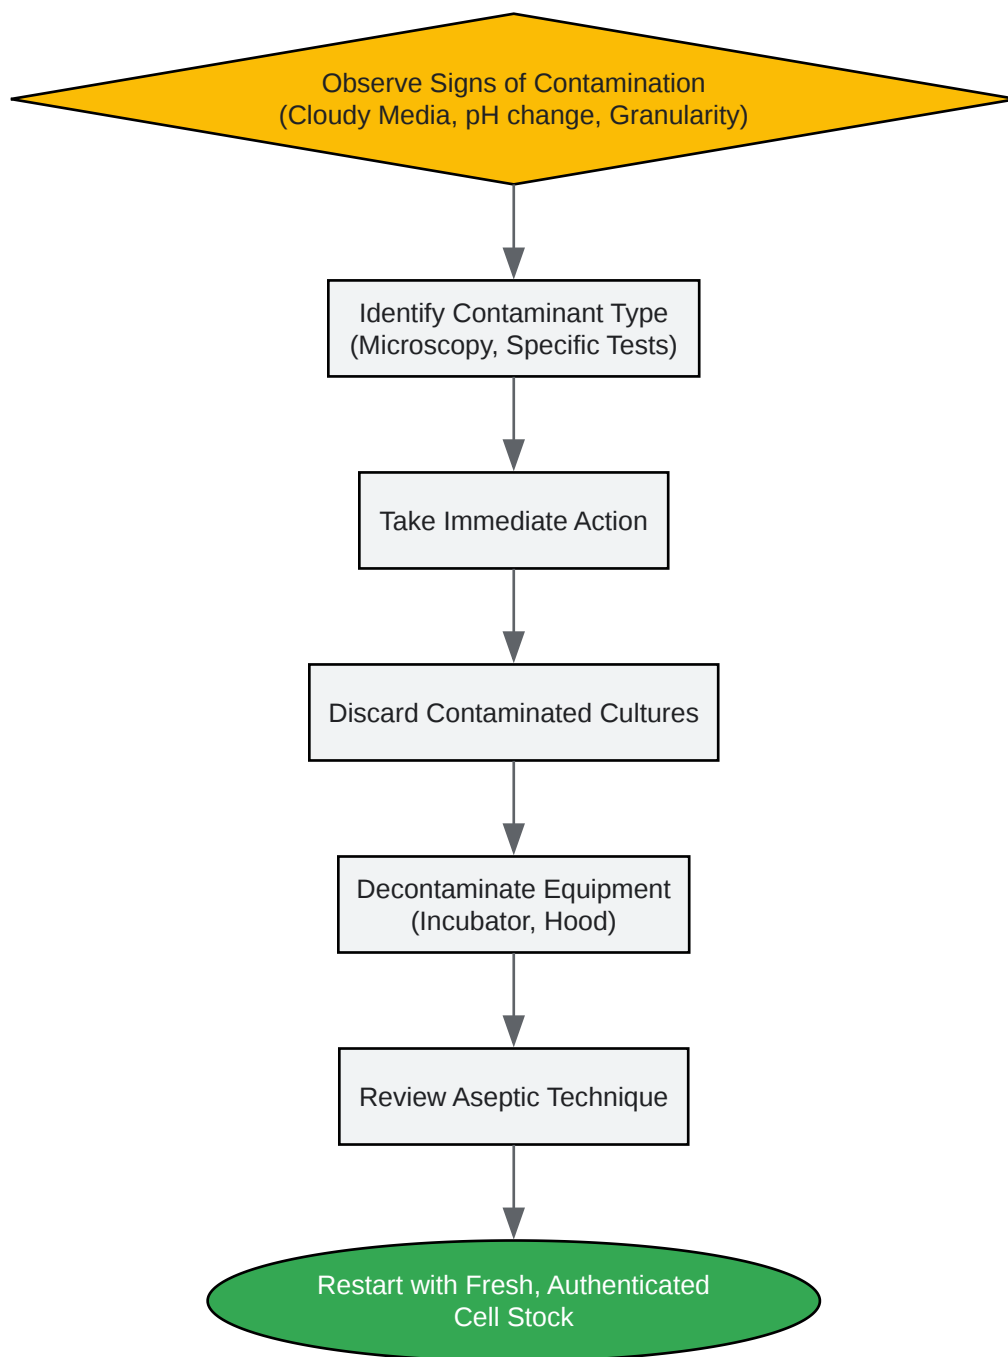 Observe Signs of Contamination
(Cloudy Media, pH change, Granularity)
Identify Contaminant Type
(Microscopy, Specific Tests)
Take Immediate Action
Discard Contaminated Cultures
Decontaminate Equipment
(Incubator, Hood)
Review Aseptic Technique
Restart with Fresh, Authenticated
Cell Stock